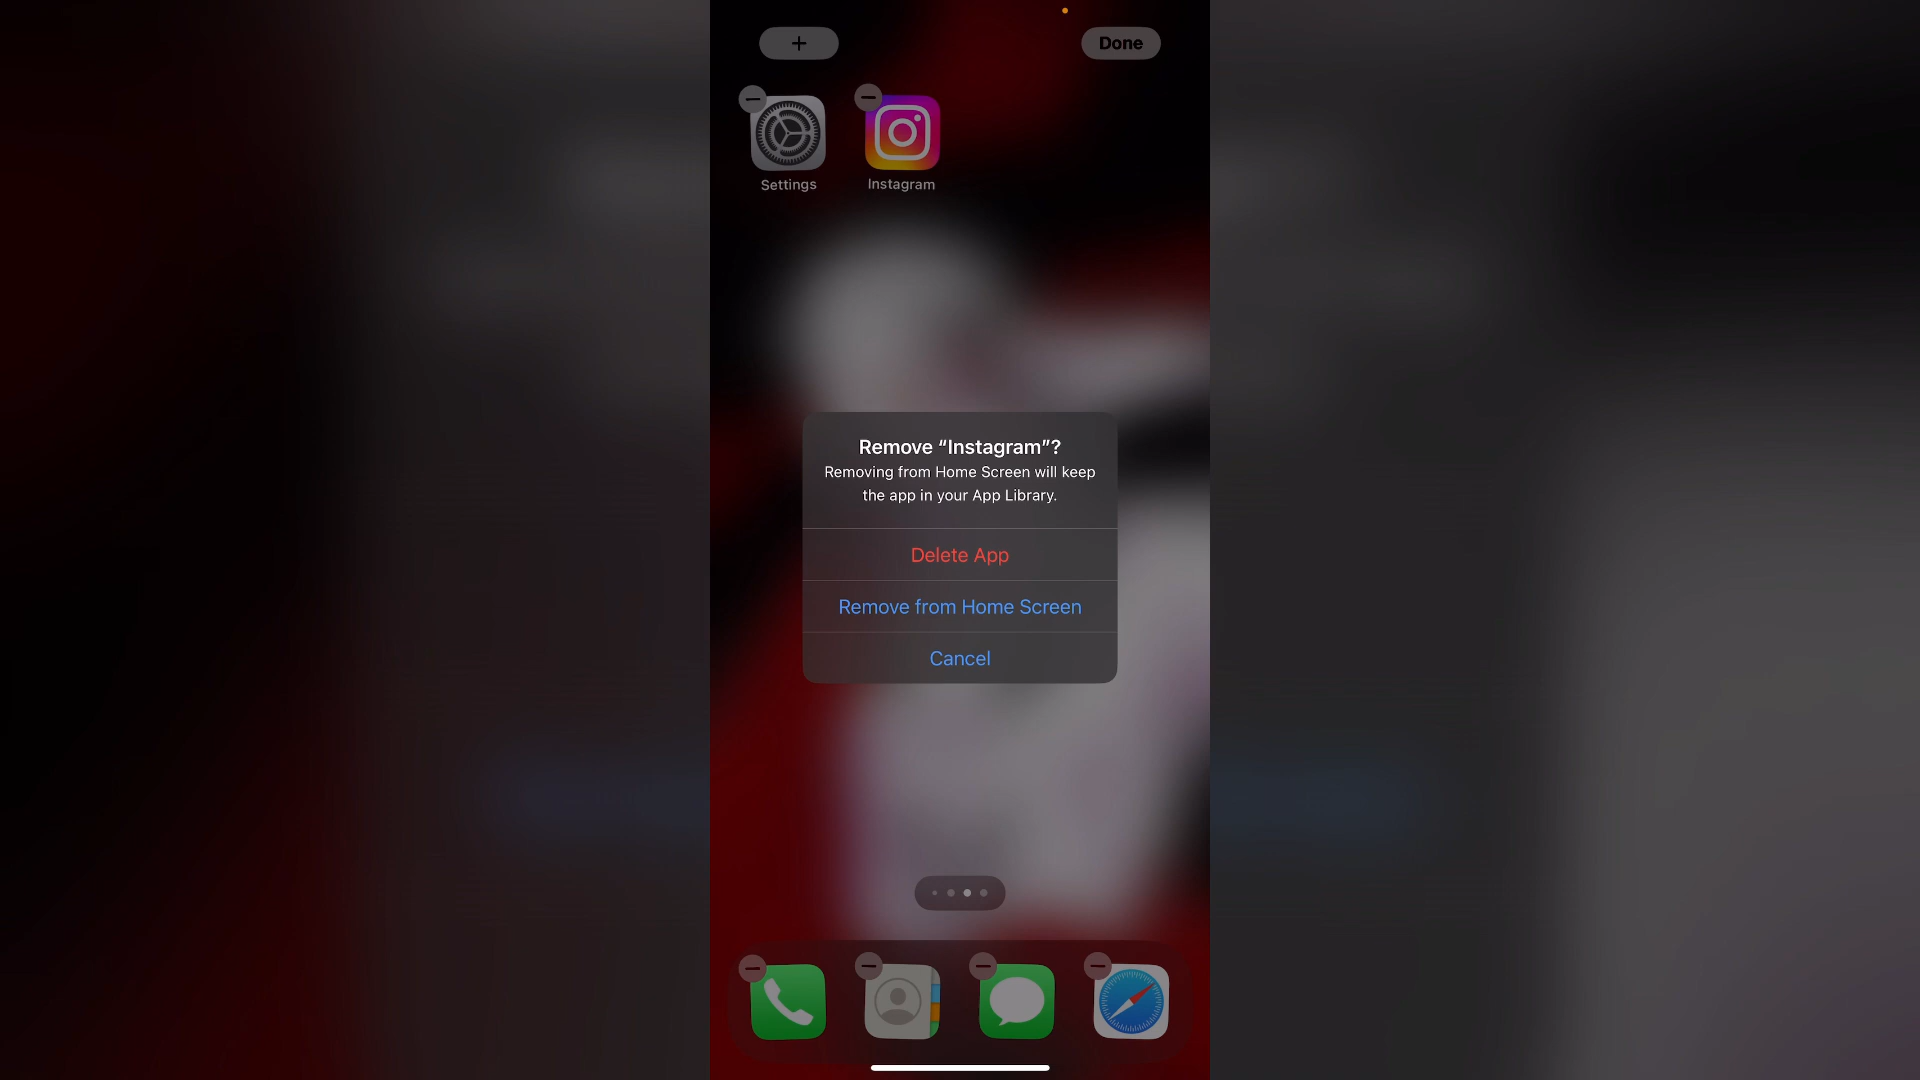 +
Done
Settings
Instagram
Remove “Instagram”?
Removing from Home Screen will keep
the app in your App Library.
Delete App
Remove from Home Screen
Cancel